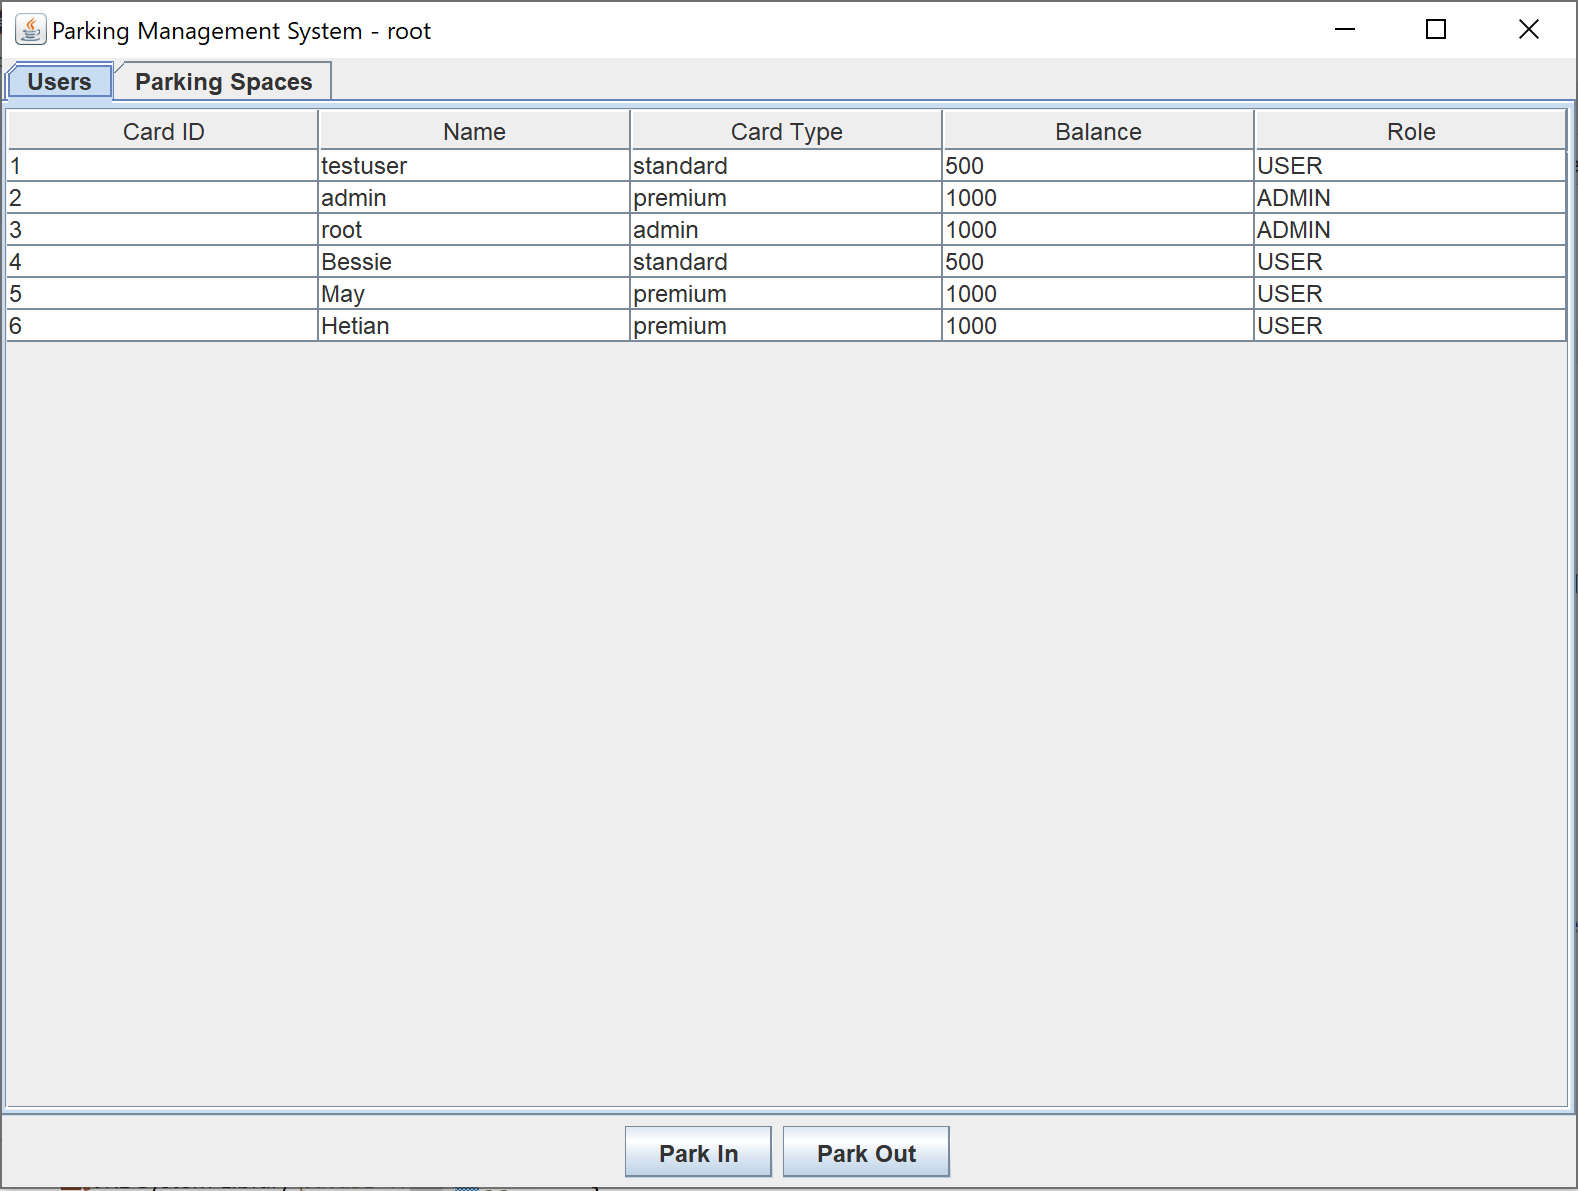 Parking Management System - root
Users Parking Spaces
Card ID Name Card Type Balance Role
1 testuser standard 500 USER
2 admin premium 1000 ADMIN
3 root admin 1000 ADMIN
4 Bessie standard 500 USER
5 May premium 1000 USER
6 Hetian premium 1000 USER
Park In Park Out